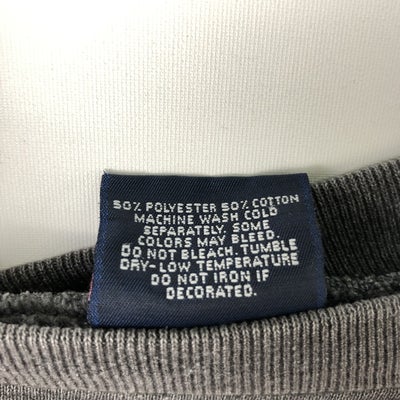 50% POLYESTER 50% COTTON
MACHINE WASH COLD
SEPARATELY. SOME
COLORS MAY BLEED.
DO NOT BLEACH. TUMBLE
DRY-LOW TEMPERATURE
DO NOT IRON IF
DECORATED.